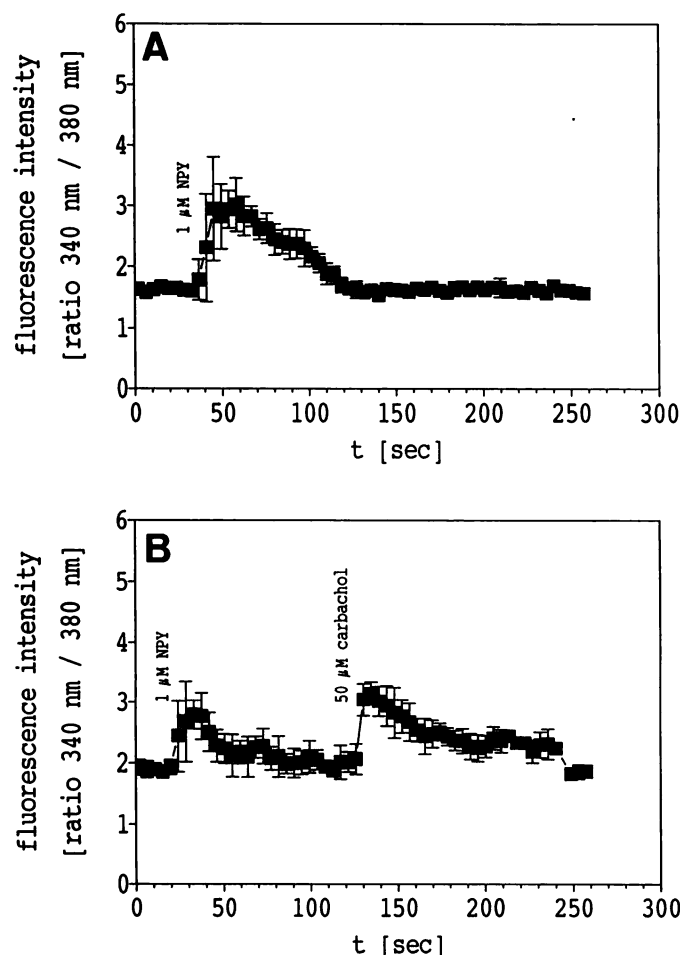 A
fluorescence intensity
[ratio 340 nm / 380 nm]
6
5
4
3
2
1
0
1 µM NPY
0 50 100 150 200 250 300
t [sec]
B
fluorescence intensity
[ratio 340 nm / 380 nm]
6
5
4
3
2
1
0
1 µM NPY
50 µM carbachol
0 50 100 150 200 250 300
t [sec]